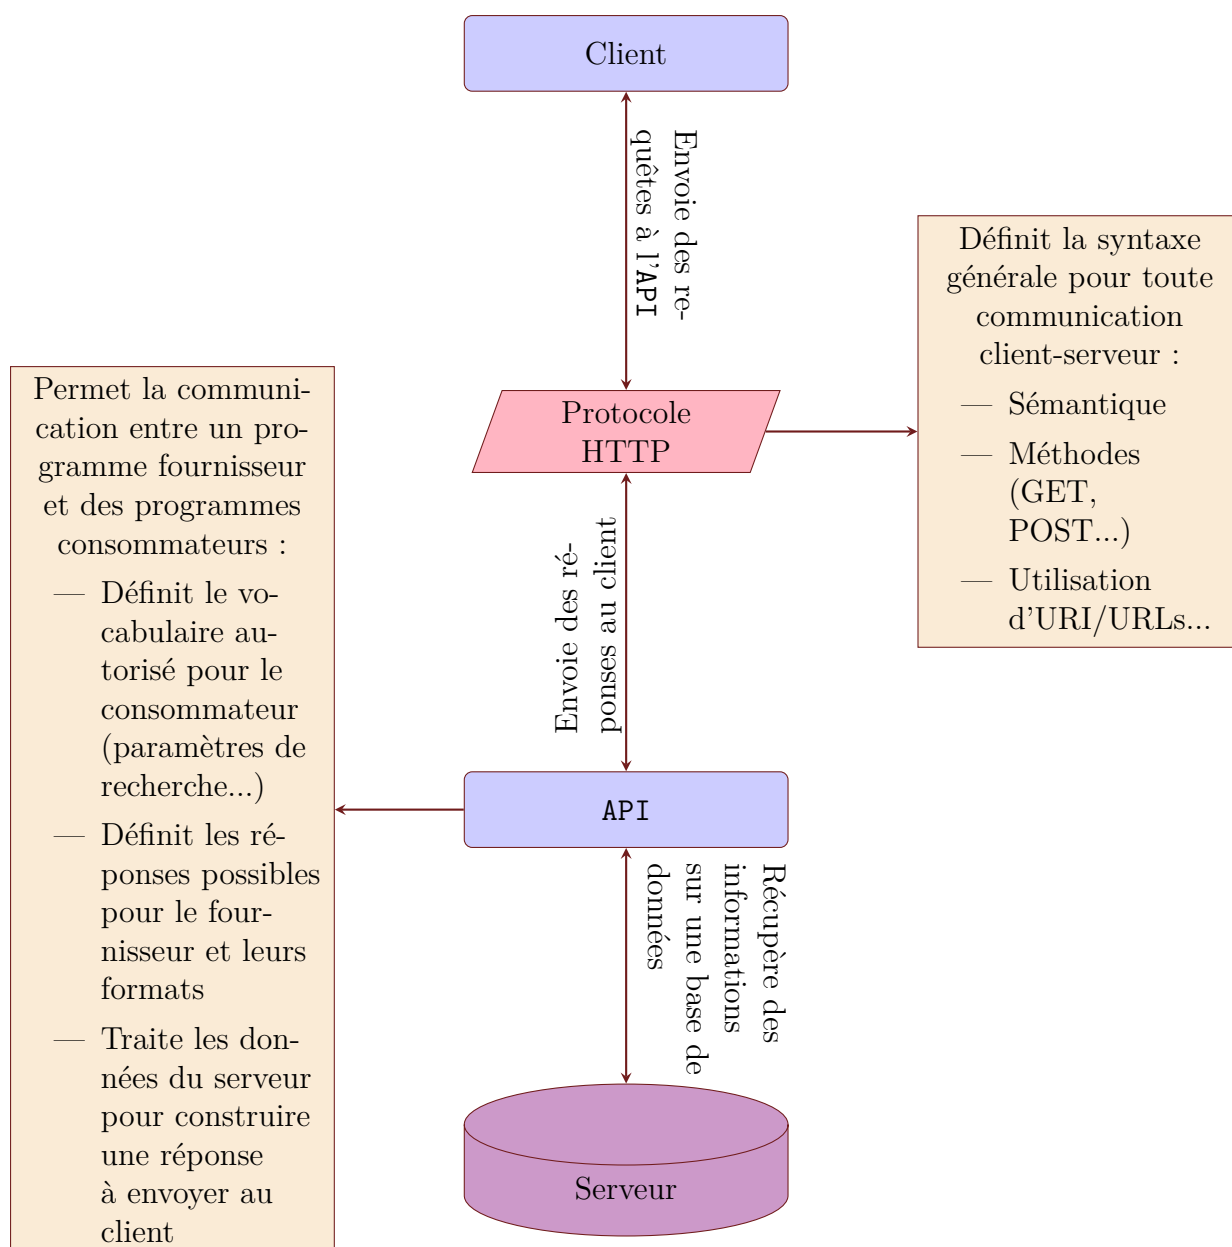 Client
Envoie des re-
quêtes à l'API
Définit la syntaxe
générale pour toute
communication
client-serveur :
— Sémantique
— Méthodes
(GET,
POST...)
— Utilisation
d'URI/URLs...
Protocole
HTTP
Permet la communi-
cation entre un pro-
gramme fournisseur
et des programmes
consommateurs :
— Définit le vo-
cabulaire au-
torisé pour le
consommateur
(paramètres de
recherche...)
— Définit les ré-
ponses possibles
pour le four-
nisseur et leurs
formats
— Traite les don-
nées du serveur
pour construire
une réponse
à envoyer au
client
Envoie des ré-
ponses au client
API
Récupère des
informations
sur une base de
données
Serveur